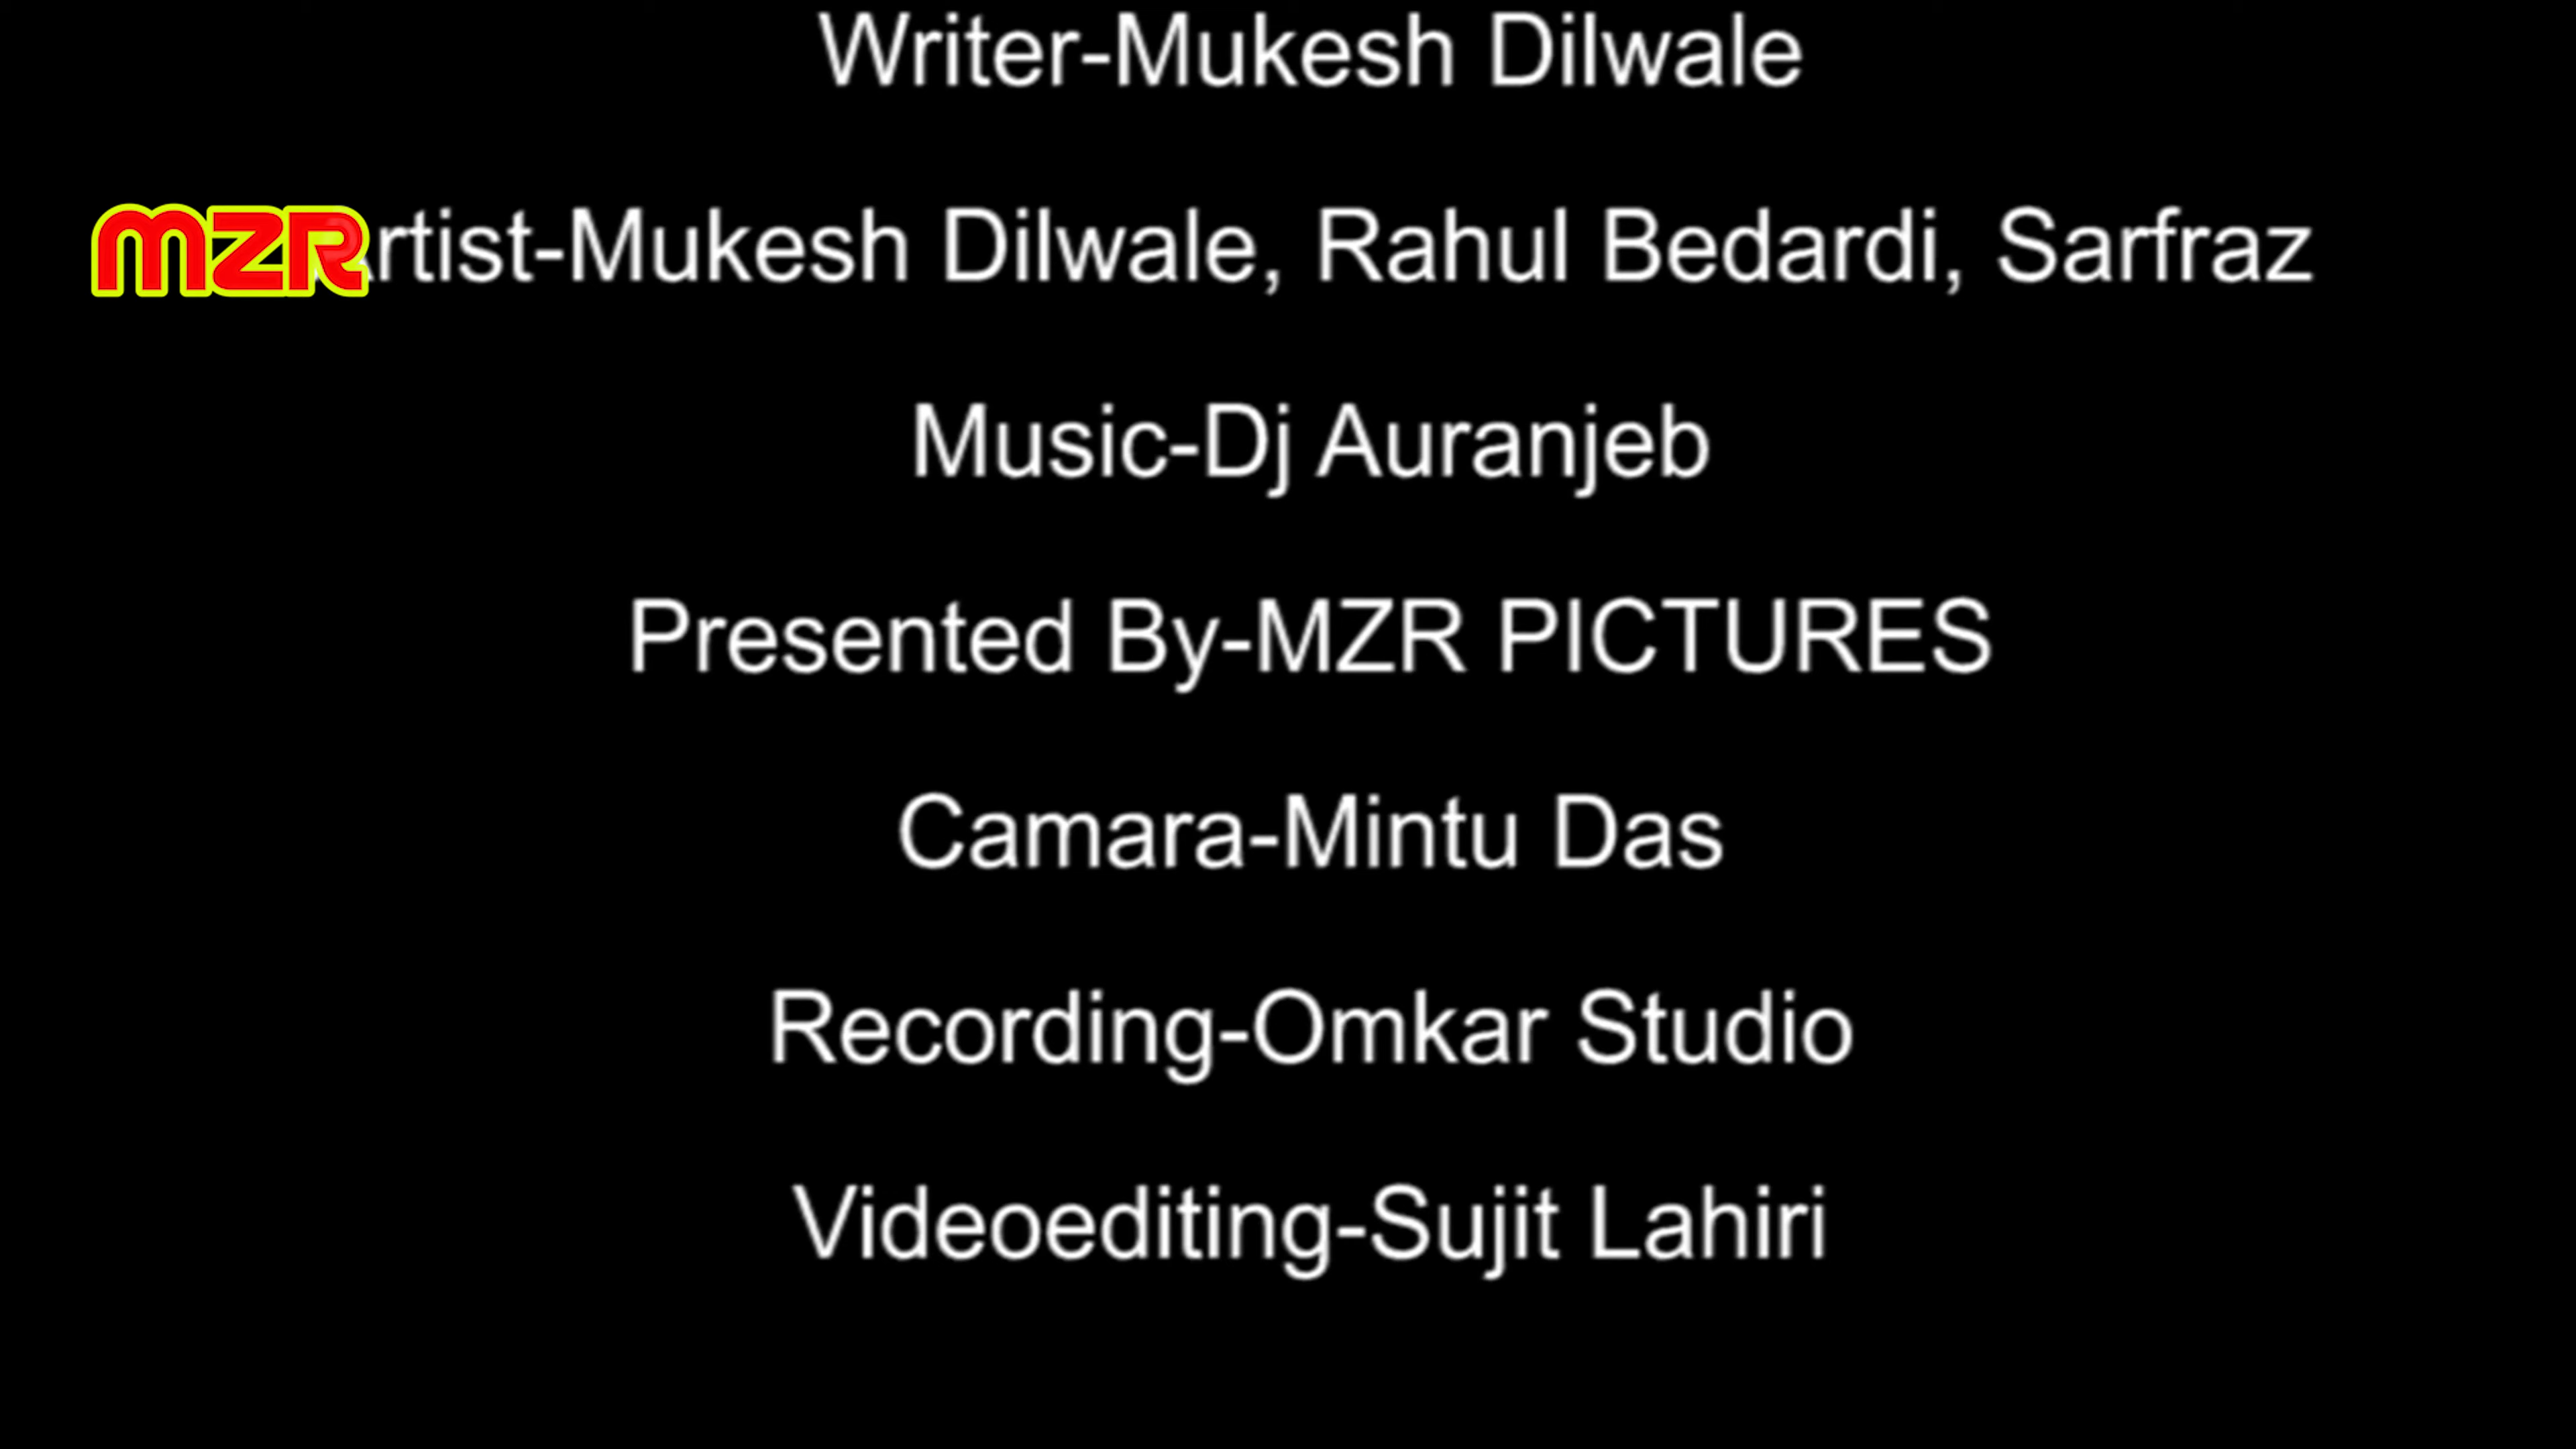 Writer-Mukesh Dilwale
MZR
Artist-Mukesh Dilwale, Rahul Bedardi, Sarfraz
Music-Dj Auranjeb
Presented By-MZR PICTURES
Camara-Mintu Das
Recording-Omkar Studio
Videoediting-Sujit Lahiri